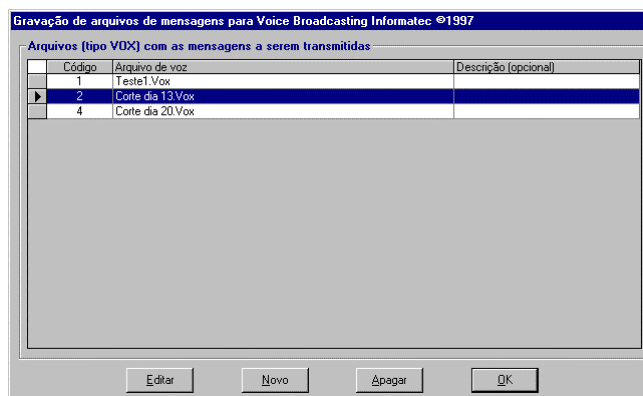 Gravação de arquivos de mensagens para Voice Broadcasting Informatec ©1997
Arquivos (tipo VOX) com as mensagens a serem transmitidas
Código Arquivo de voz Descrição (opcional)
1 Teste1.Vox
2 Corte dia 13.Vox
4 Corte dia 20.Vox
Editar Novo Apagar OK